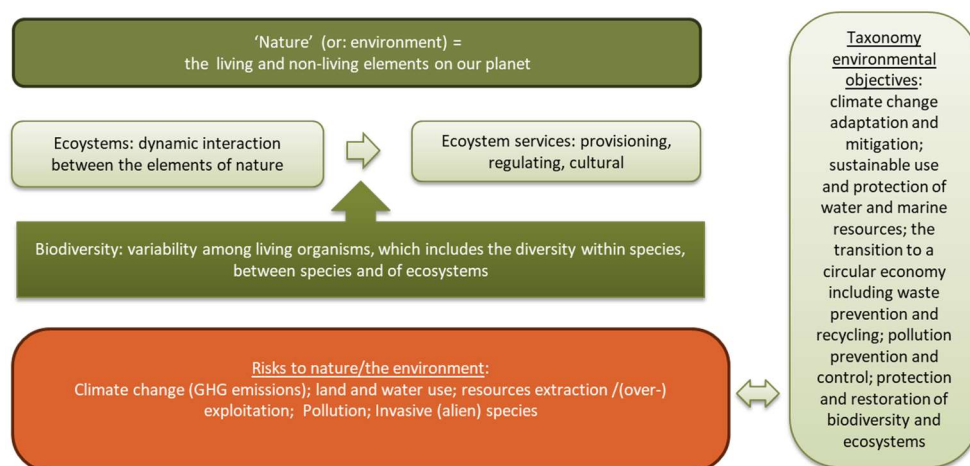 ‘Nature’ (or: environment) =
the living and non-living elements on our planet
Ecosystems: dynamic interaction
between the elements of nature
Ecosystem services: provisioning,
regulating, cultural
Biodiversity: variability among living organisms, which includes the diversity within species,
between species and of ecosystems
Risks to nature/the environment:
Climate change (GHG emissions); land and water use; resources extraction /(over-)
exploitation; Pollution; Invasive (alien) species
Taxonomy
environmental
objectives:
climate change
adaptation and
mitigation;
sustainable use
and protection of
water and marine
resources; the
transition to a
circular economy
including waste
prevention and
recycling; pollution
prevention and
control; protection
and restoration of
biodiversity and
ecosystems